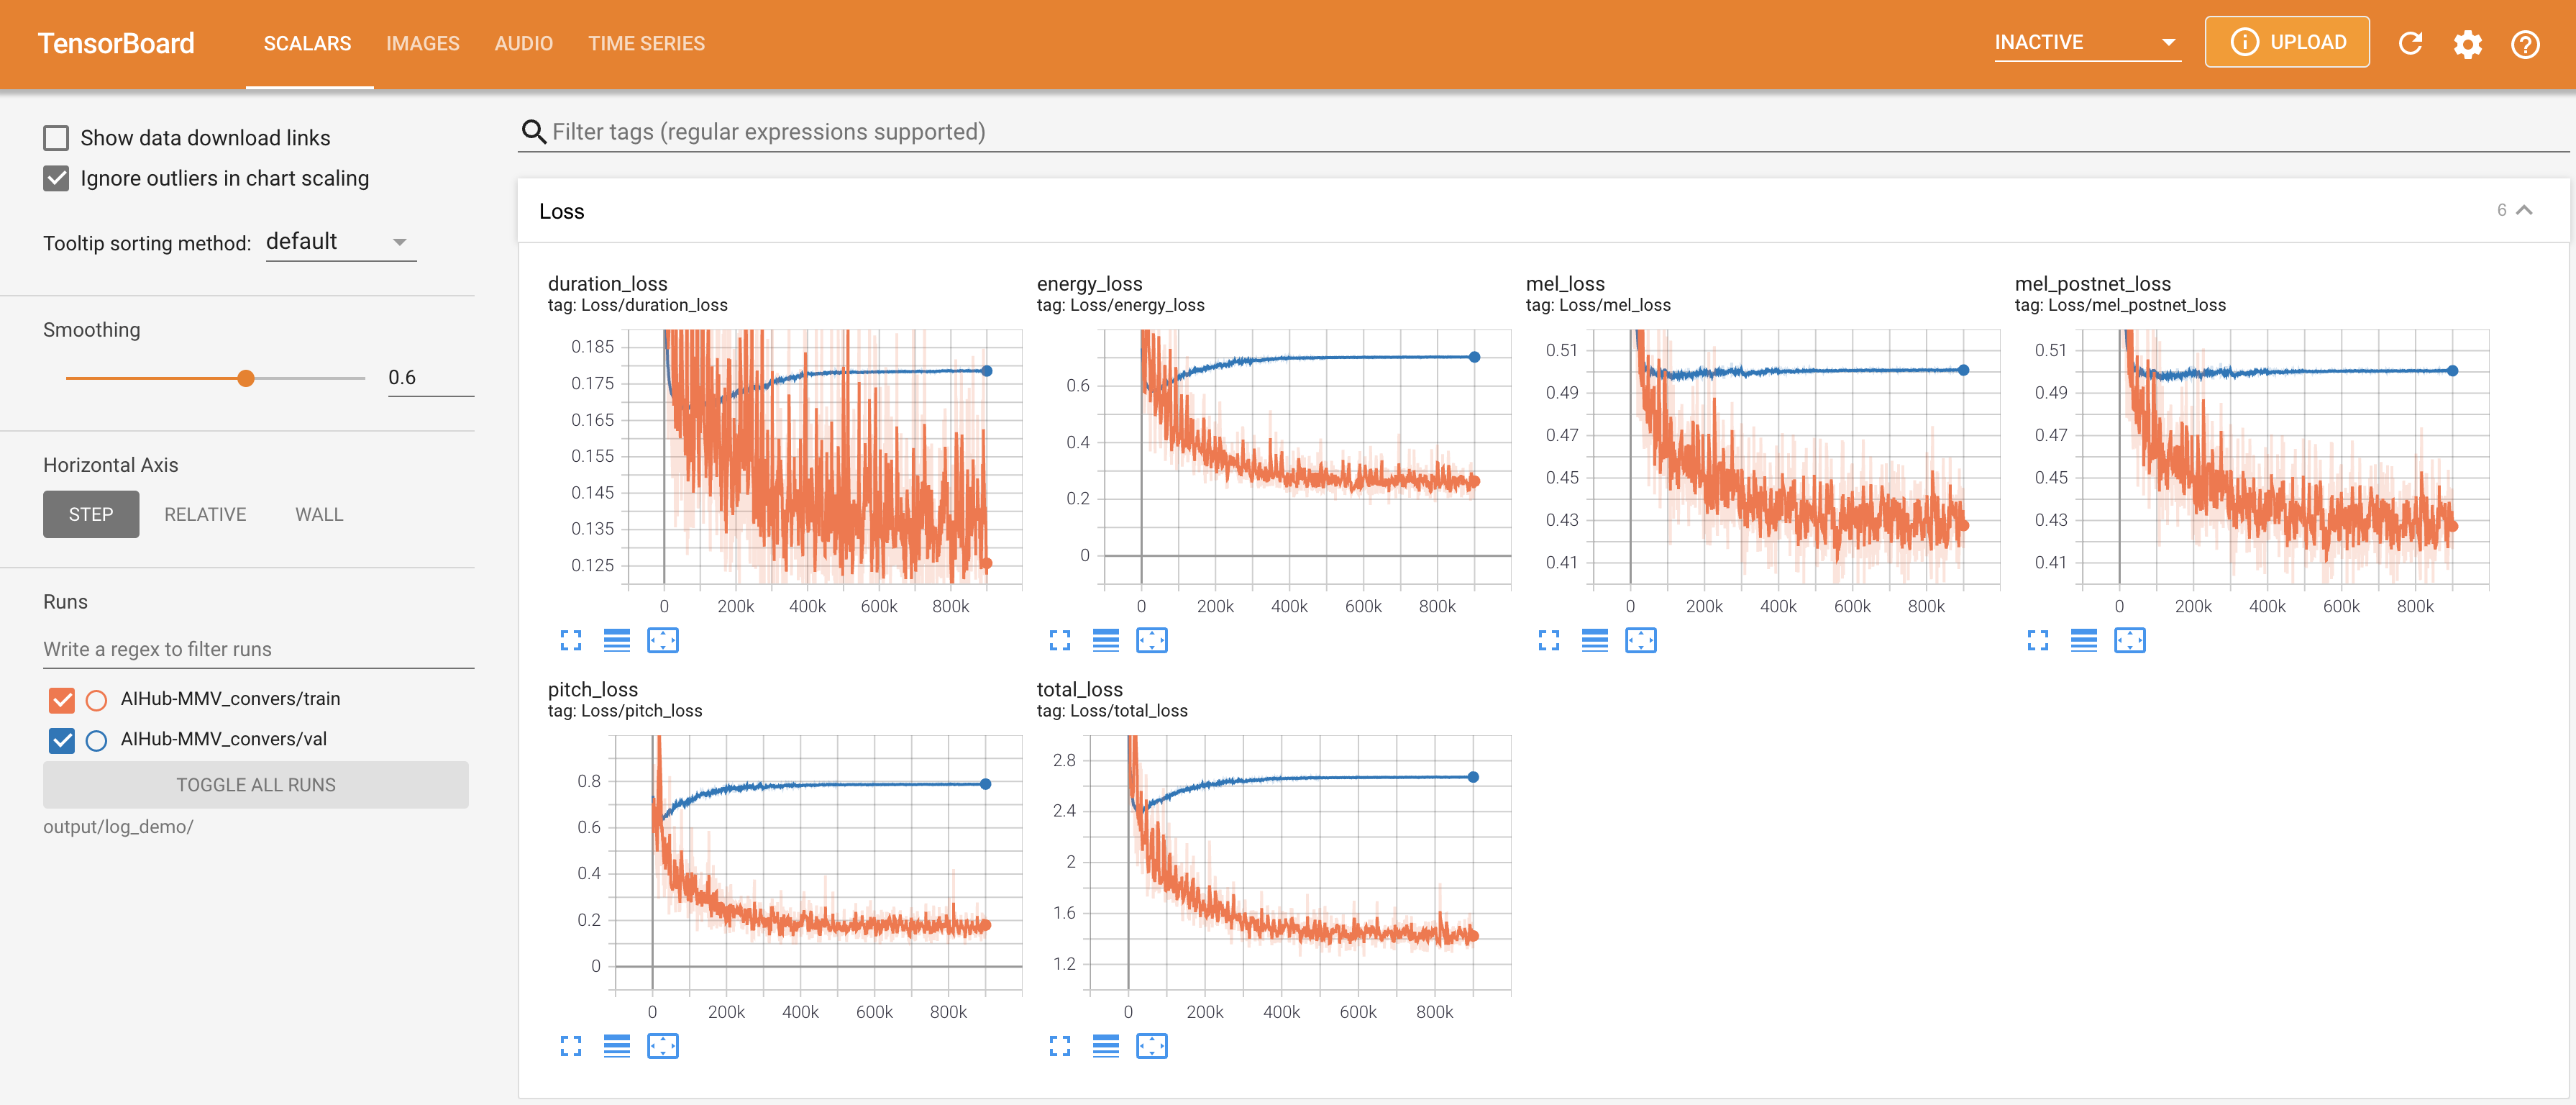 TensorBoard
SCALARS IMAGES AUDIO TIME SERIES
INACTIVE
UPLOAD
Show data download links
Ignore outliers in chart scaling
Tooltip sorting method: default
Smoothing
0.6
Horizontal Axis
STEP RELATIVE WALL
Runs
Write a regex to filter runs
AIHub-MMV_convers/train
AIHub-MMV_convers/val
TOGGLE ALL RUNS
output/log_demo/
Filter tags (regular expressions supported)
Loss
6
duration_loss
tag: Loss/duration_loss
0.185
0.175
0.165
0.155
0.145
0.135
0.125
0 200k 400k 600k 800k
energy_loss
tag: Loss/energy_loss
0.6
0.4
0.2
0
0 200k 400k 600k 800k
mel_loss
tag: Loss/mel_loss
0.51
0.49
0.47
0.45
0.43
0.41
0 200k 400k 600k 800k
mel_postnet_loss
tag: Loss/mel_postnet_loss
0.51
0.49
0.47
0.45
0.43
0.41
0 200k 400k 600k 800k
pitch_loss
tag: Loss/pitch_loss
0.8
0.6
0.4
0.2
0
0 200k 400k 600k 800k
total_loss
tag: Loss/total_loss
2.8
2.4
2
1.6
1.2
0 200k 400k 600k 800k